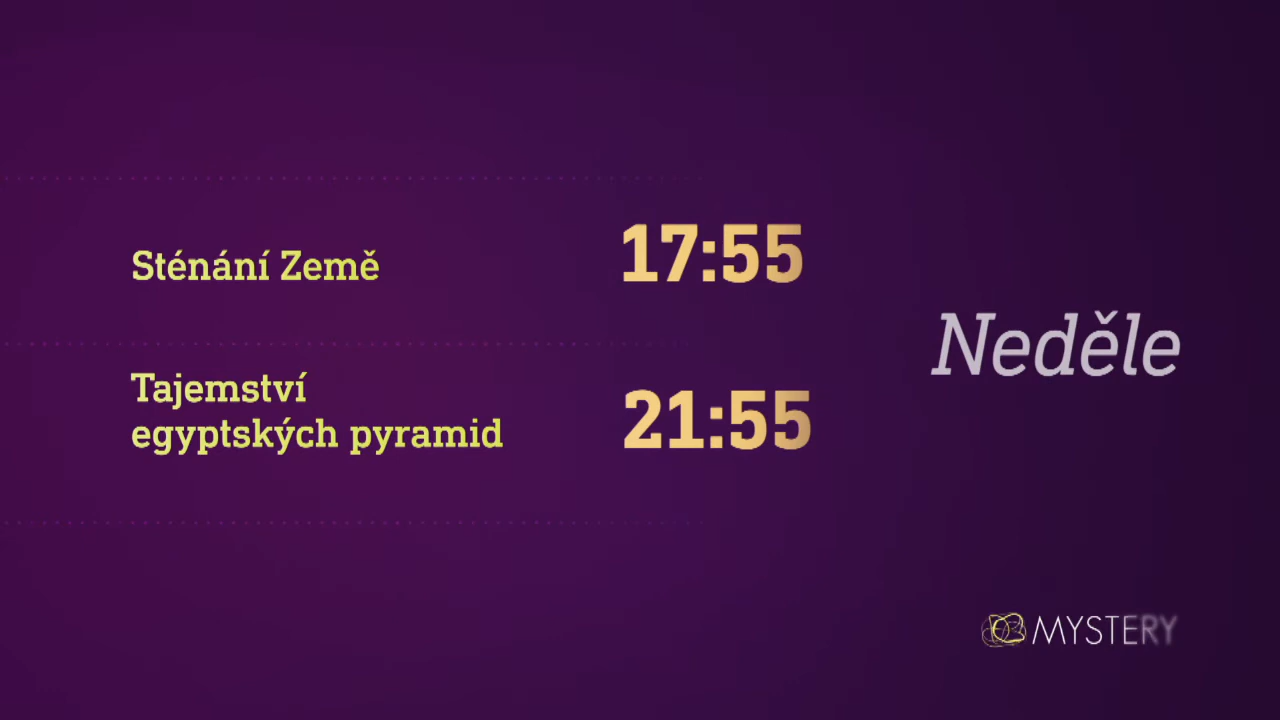 Sténání Země
17:55
Tajemství
egyptských pyramid
21:55
Neděle
MYSTERY